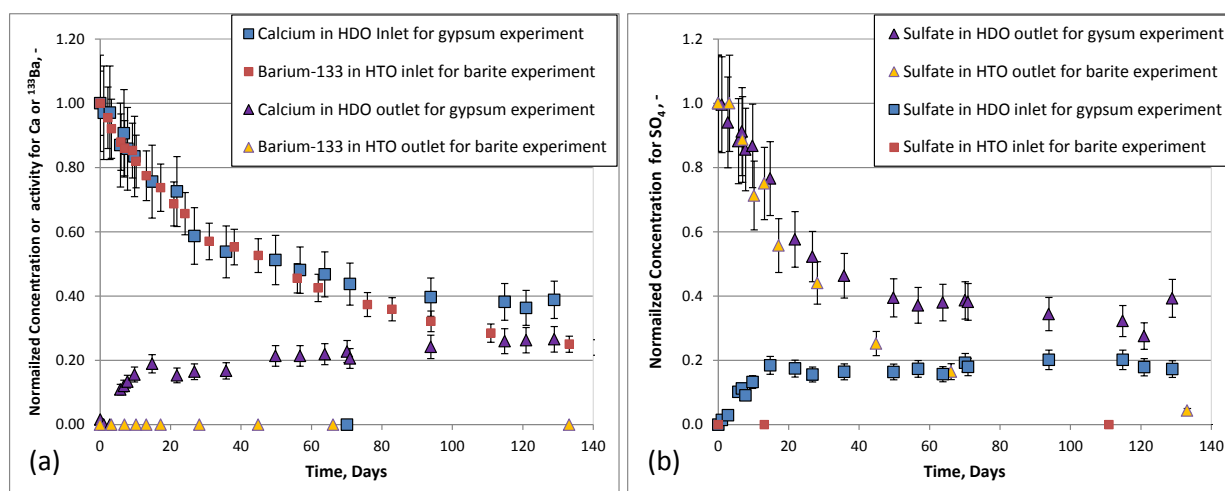 Calcium in HDO Inlet for gypsum experiment
Barium-133 in HTO inlet for barite experiment
Calcium in HDO outlet for gypsum experiment
Barium-133 in HTO outlet for barite experiment
Normalized Concentration or activity for Ca or ¹³³Ba, -
1.20
1.00
0.80
0.60
0.40
0.20
0.00
0 20 40 60 80 100 120 140
Time, Days
(a)
Sulfate in HDO outlet for gysum experiment
Sulfate in HTO outlet for barite experiment
Sulfate in HDO inlet for gypsum experiment
Sulfate in HTO inlet for barite experiment
Normailzed Concentration for SO₄, -
1.2
1.0
0.8
0.6
0.4
0.2
0.0
0 20 40 60 80 100 120 140
Time, Days
(b)